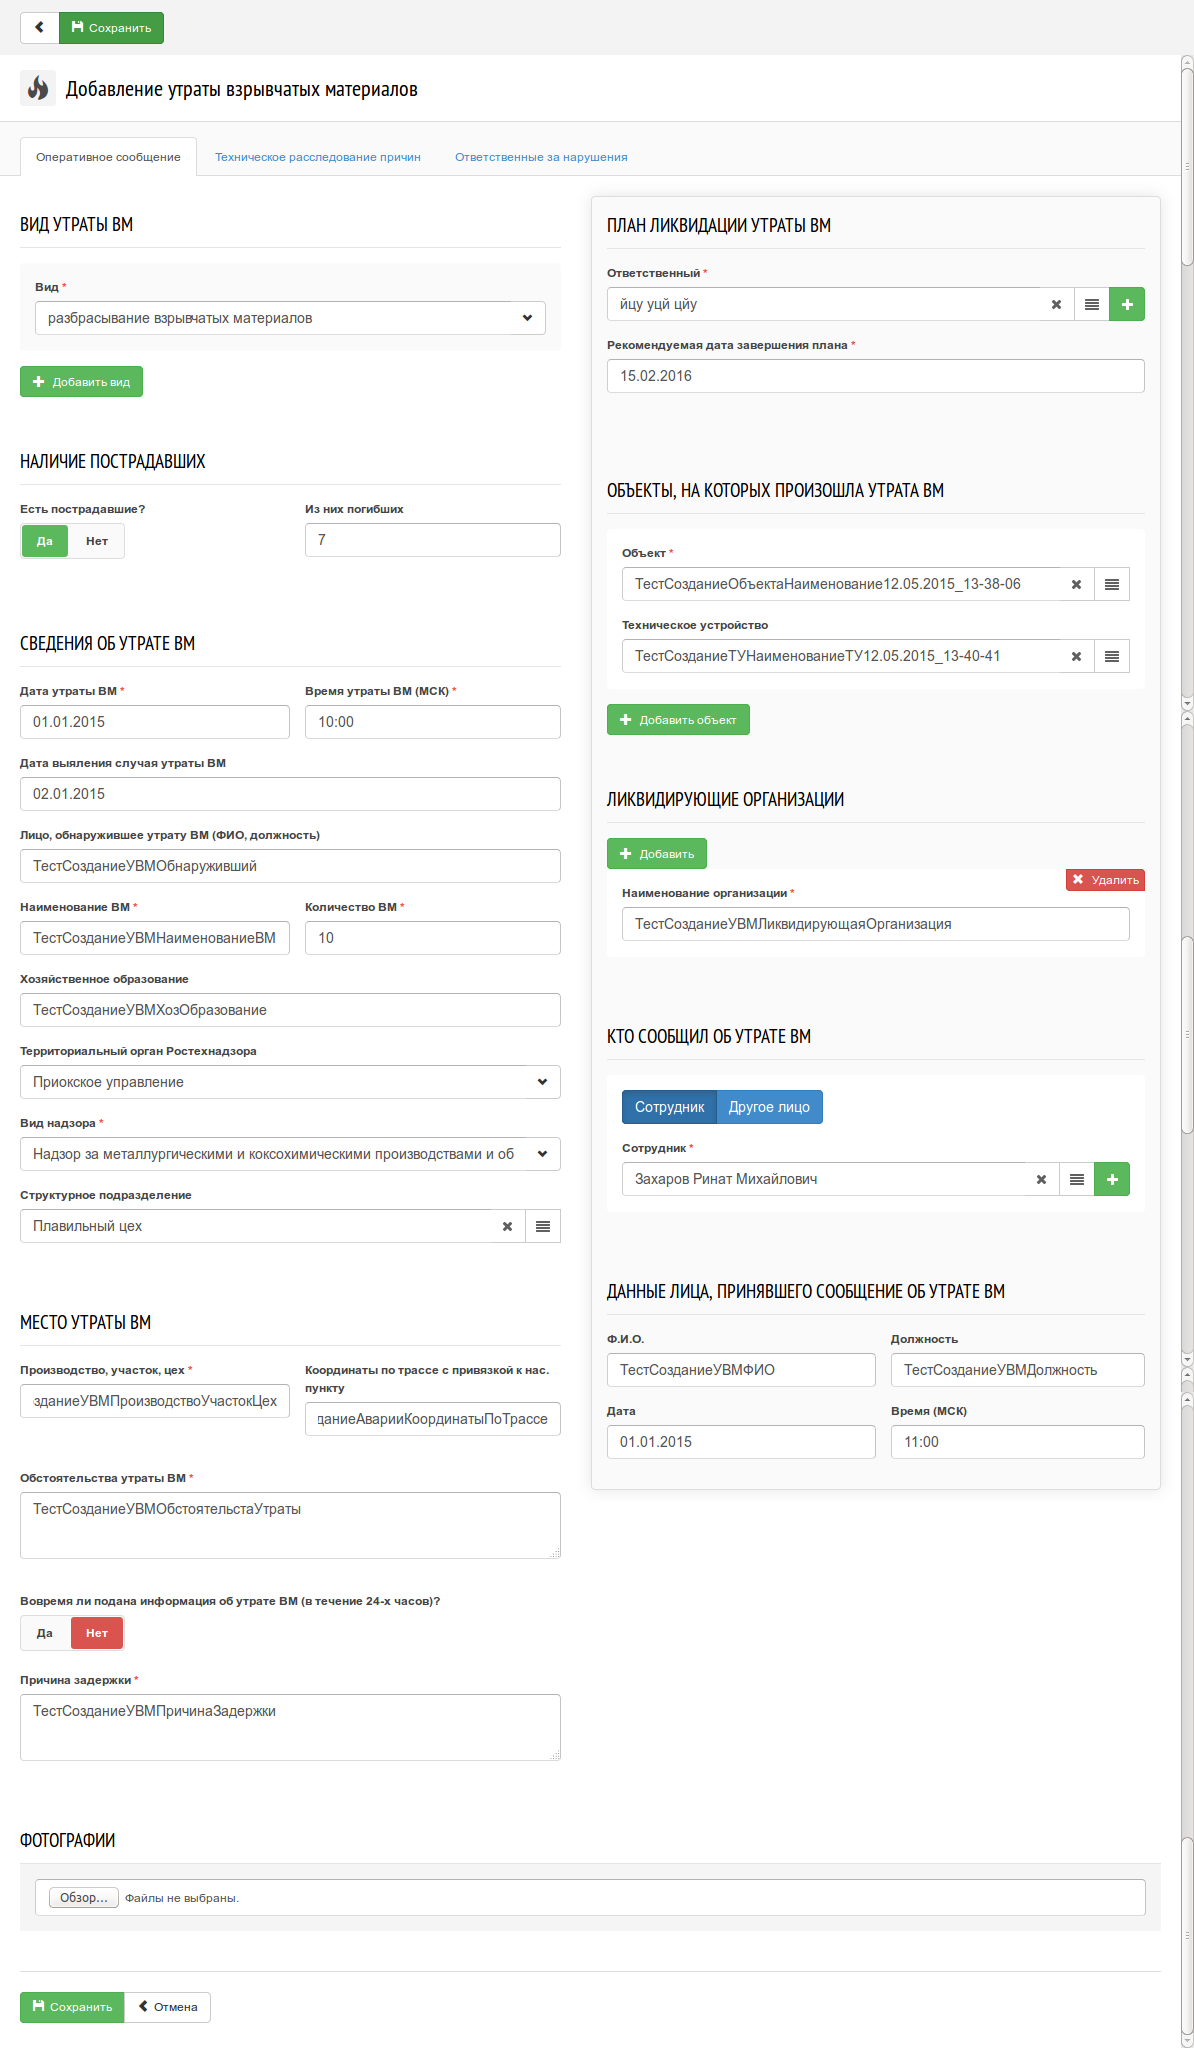 Сохранить
Добавление утраты взрывчатых материалов
Оперативное сообщение Техническое расследование причин Ответственные за нарушения
ВИД УТРАТЫ ВМ
Вид *
разбрасывание взрывчатых материалов
Добавить вид
НАЛИЧИЕ ПОСТРАДАВШИХ
Есть пострадавшие? Из них погибших
Да Нет 7
СВЕДЕНИЯ ОБ УТРАТЕ ВМ
Дата утраты ВМ * Время утраты ВМ (МСК) *
01.01.2015 10:00
Дата выяления случая утраты ВМ
02.01.2015
Лицо, обнаружившее утрату ВМ (ФИО, должность)
ТестСозданиеУВМОбнаруживший
Наименование ВМ * Количество ВМ *
ТестСозданиеУВМНаименованиеВМ 10
Хозяйственное образование
ТестСозданиеУВМХозОбразование
Территориальный орган Ростехнадзора
Приокское управление
Вид надзора *
Надзор за металлургическими и коксохимическими производствами и об
Структурное подразделение
Плавильный цех
МЕСТО УТРАТЫ ВМ
Производство, участок, цех * Координаты по трассе с привязкой к нас.
пункту
зданиеУВМПроизводствоУчастокЦех
даниеАварииКоординатыПоТрассе
Обстоятельства утраты ВМ *
ТестСозданиеУВМОбстоятельстаУтраты
Вовремя ли подана информация об утрате ВМ (в течение 24-х часов)?
Да Нет
Причина задержки *
ТестСозданиеУВМПричинаЗадержки
ПЛАН ЛИКВИДАЦИИ УТРАТЫ ВМ
Ответственный *
йцу уцй цйу
Рекомендуемая дата завершения плана *
15.02.2016
ОБЪЕКТЫ, НА КОТОРЫХ ПРОИЗОШЛА УТРАТА ВМ
Объект *
ТестСозданиеОбъектаНаименование12.05.2015_13-38-06
Техническое устройство
ТестСозданиеТУНаименованиеТУ12.05.2015_13-40-41
Добавить объект
ЛИКВИДИРУЮЩИЕ ОРГАНИЗАЦИИ
Добавить
Удалить
Наименование организации *
ТестСозданиеУВМЛиквидирующаяОрганизация
КТО СООБЩИЛ ОБ УТРАТЕ ВМ
Сотрудник Другое лицо
Сотрудник *
Захаров Ринат Михайлович
ДАННЫЕ ЛИЦА, ПРИНЯВШЕГО СООБЩЕНИЕ ОБ УТРАТЕ ВМ
Ф.И.О. Должность
ТестСозданиеУВМФИО ТестСозданиеУВМДолжность
Дата Время (МСК)
01.01.2015 11:00
ФОТОГРАФИИ
Обзор... Файлы не выбраны.
Сохранить Отмена